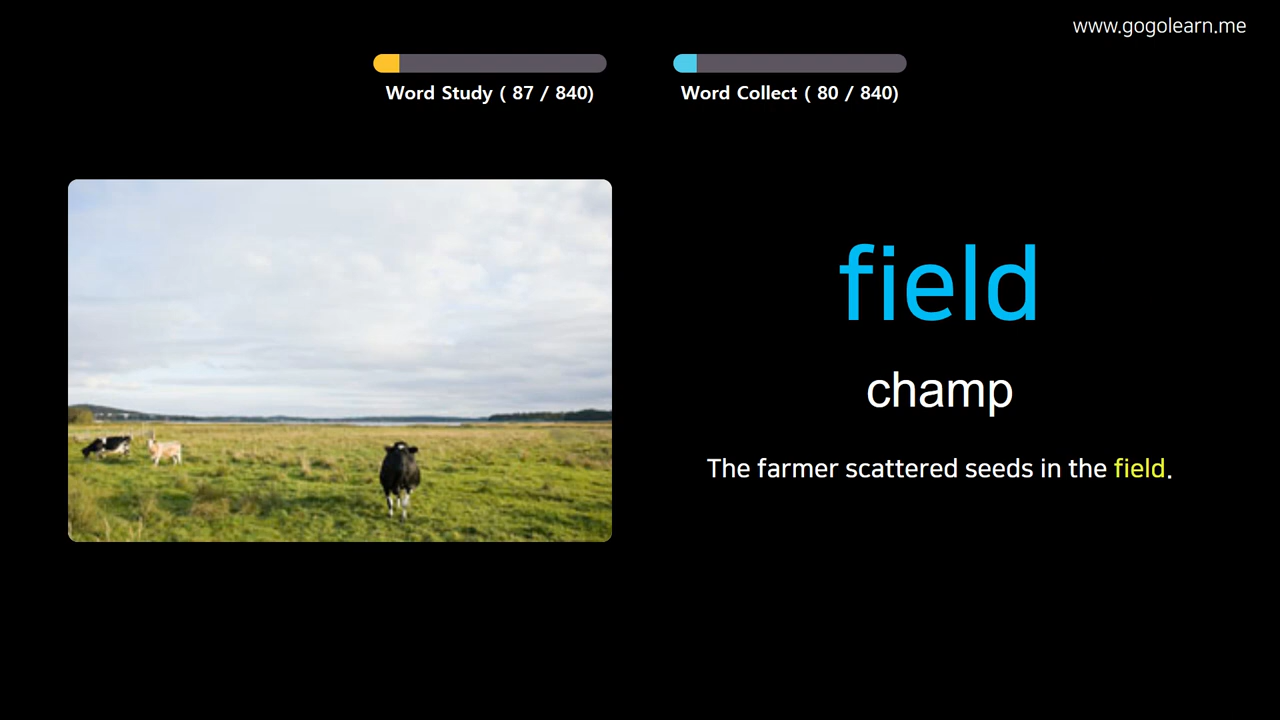 www.gogolearn.me
Word Study ( 87 / 840)
Word Collect ( 80 / 840)
field
champ
The farmer scattered seeds in the field.